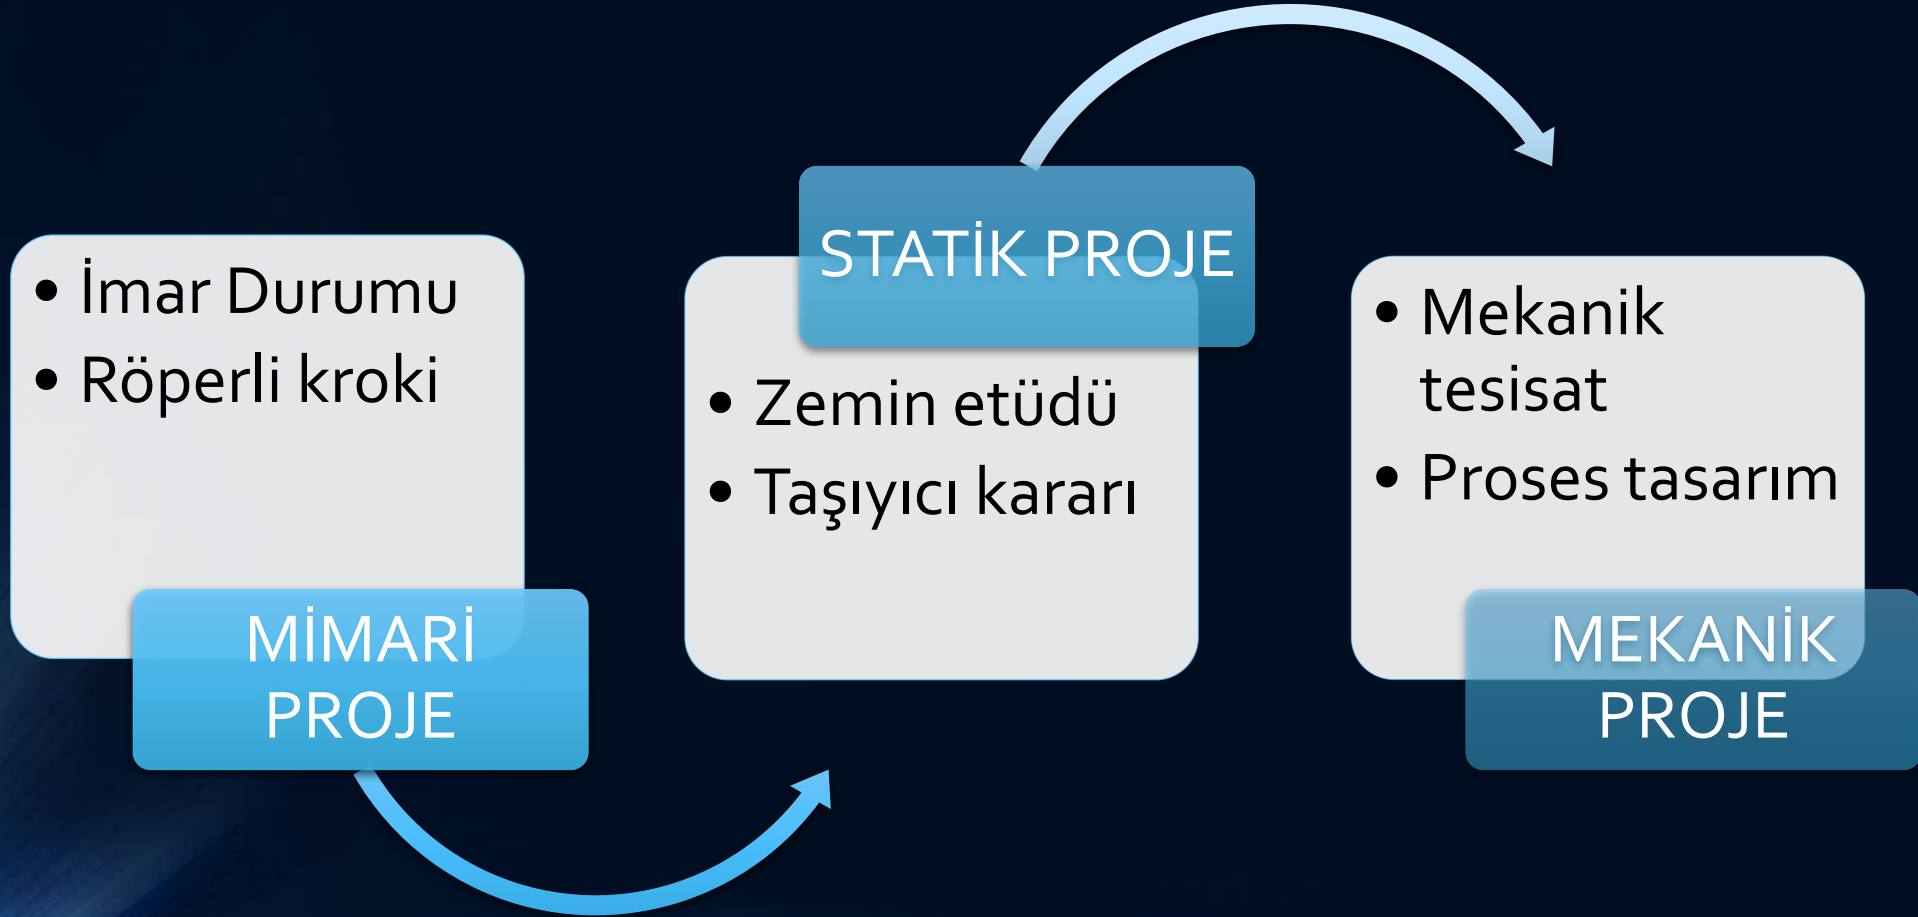 • İmar Durumu
• Röperli kroki
MİMARİ
PROJE
STATİK PROJE
• Zemin etüdü
• Taşıyıcı kararı
• Mekanik
tesisat
• Proses tasarım
MEKANİK
PROJE